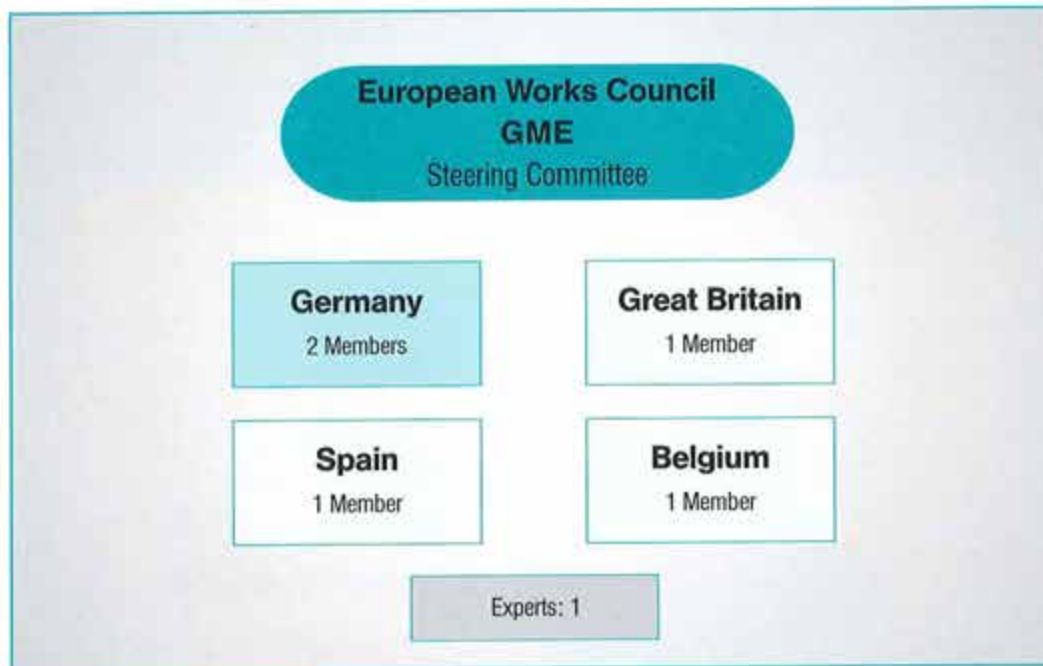 European Works Council
GME
Steering Committee
Germany
2 Members
Great Britain
1 Member
Spain
1 Member
Belgium
1 Member
Experts: 1